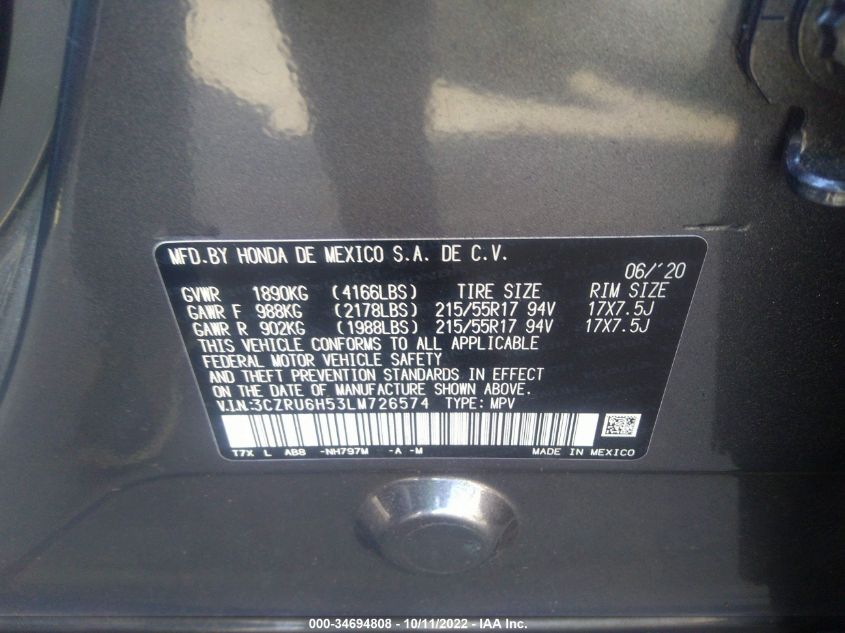 MFD.BY HONDA DE MEXICO S.A. DE C.V.
06/'20
GVWR 1890KG (4166LBS) TIRE SIZE RIM SIZE
GAWR F 988KG (2178LBS) 215/55R17 94V 17X7.5J
GAWR R 902KG (1988LBS) 215/55R17 94V 17X7.5J
THIS VEHICLE CONFORMS TO ALL APPLICABLE
FEDERAL MOTOR VEHICLE SAFETY
AND THEFT PREVENTION STANDARDS IN EFFECT
ON THE DATE OF MANUFACTURE SHOWN ABOVE.
V.I.N:3CZRU6H53LM726574 TYPE: MPV
T7X L AB8 -NH797M -A -M MADE IN MEXICO
000-34694808 - 10/11/2022 - IAA Inc.